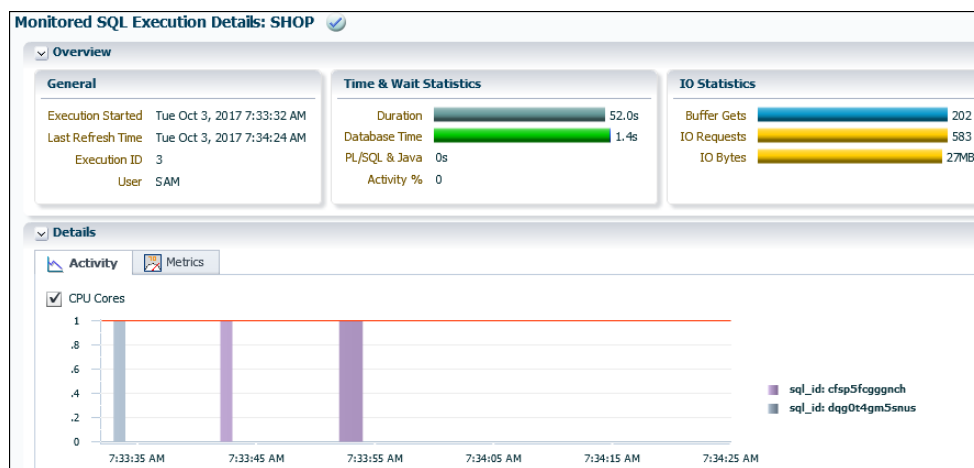 Monitored SQL Execution Details: SHOP
Overview
General
Execution Started Tue Oct 3, 2017 7:33:32 AM
Last Refresh Time Tue Oct 3, 2017 7:34:24 AM
Execution ID 3
User SAM
Time & Wait Statistics
Duration 52.0s
Database Time 1.4s
PL/SQL & Java 0s
Activity % 0
IO Statistics
Buffer Gets 202
IO Requests 583
IO Bytes 27MB
Details
Activity Metrics
CPU Cores
1
.8
.6
.4
.2
0
7:33:35 AM 7:33:45 AM 7:33:55 AM 7:34:05 AM 7:34:15 AM 7:34:25 AM
sql_id: cfsp5fcgggnch
sql_id: dqg0t4gm5snus